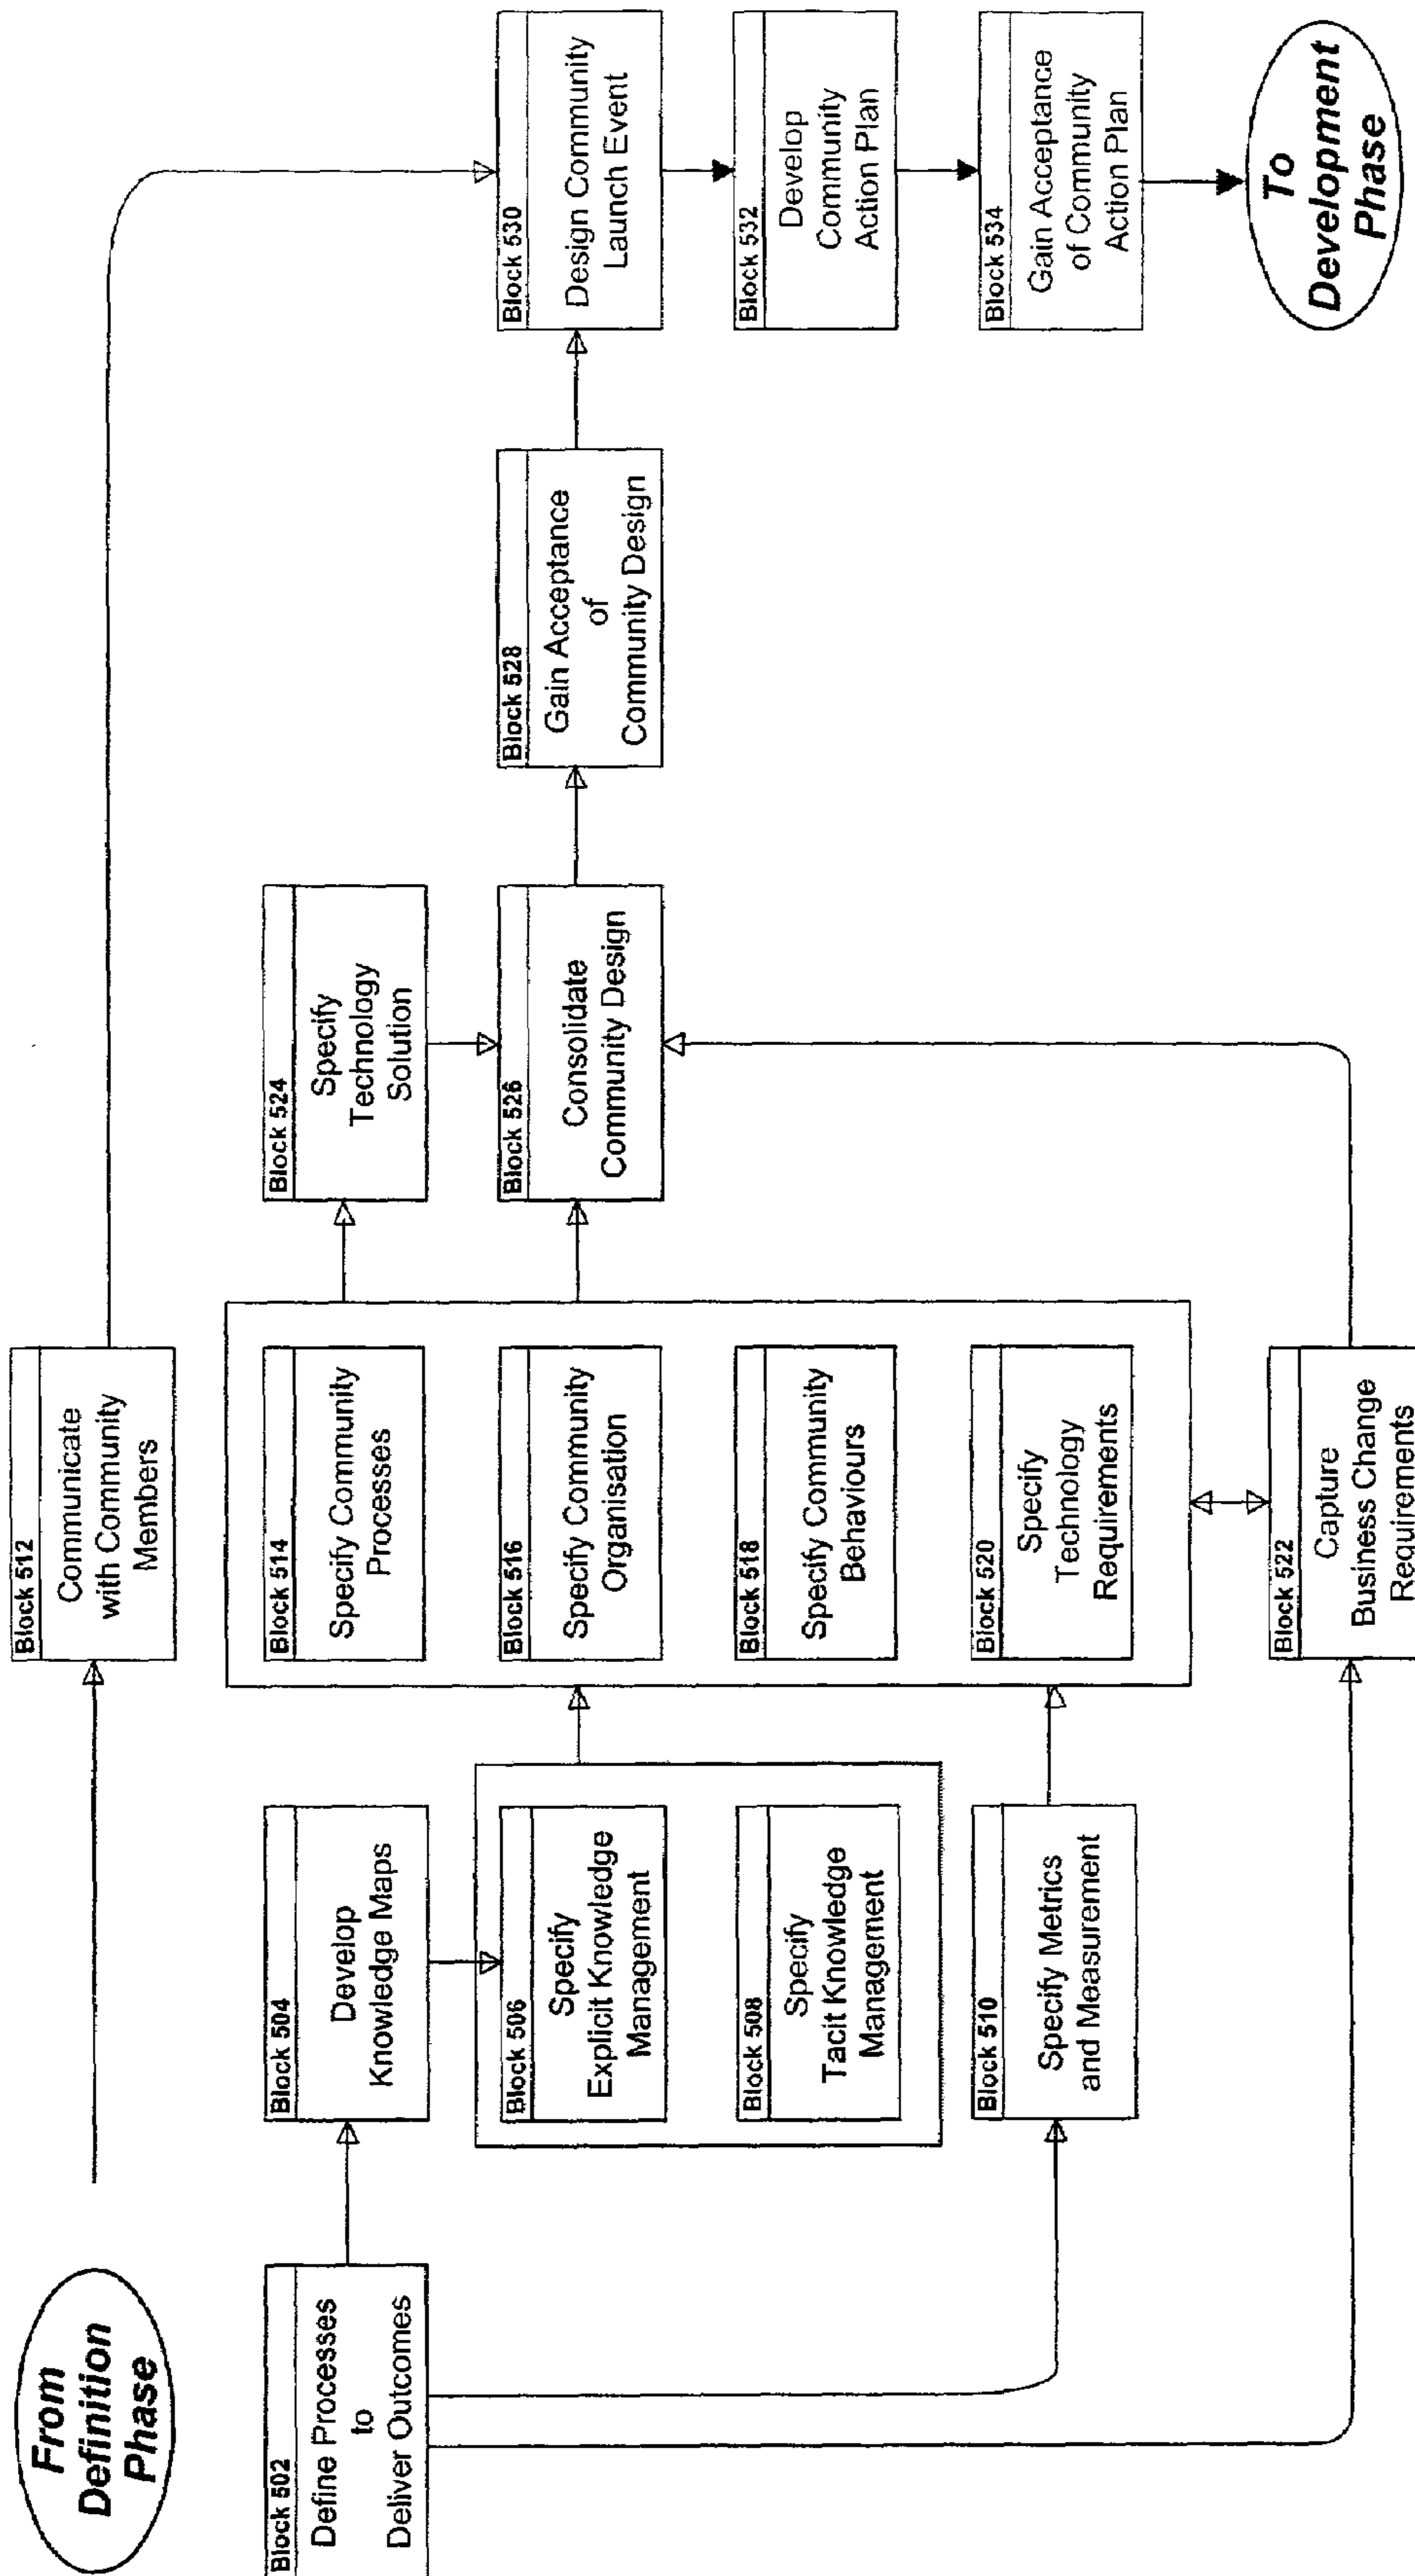 From
Definition
Phase
Block 502
Define Processes
to
Deliver Outcomes
Block 504
Develop
Knowledge Maps
Block 506
Specify
Explicit Knowledge
Management
Block 508
Specify
Tacit Knowledge
Management
Block 510
Specify Metrics
and Measurement
Block 512
Communicate
with Community
Members
Block 514
Specify Community
Processes
Block 516
Specify Community
Organisation
Block 518
Specify Community
Behaviours
Block 520
Specify
Technology
Requirements
Block 522
Capture
Business Change
Requirements
Block 524
Specify
Technology
Solution
Block 526
Consolidate
Community Design
Block 528
Gain Acceptance
of
Community Design
Block 530
Design Community
Launch Event
Block 532
Develop
Community
Action Plan
Block 534
Gain Acceptance
of Community
Action Plan
To
Development
Phase